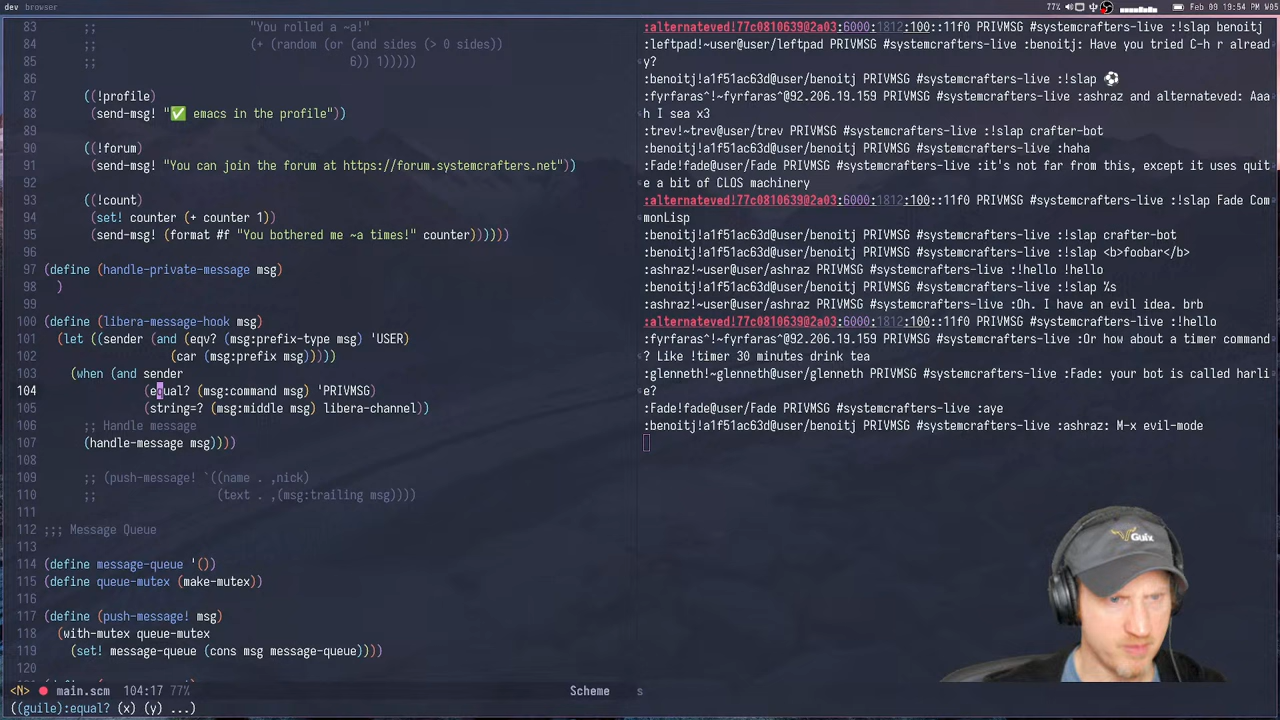 dev browser
77% Feb 09 19:54 W05
83 ;; "You rolled a ~a!"
84 ;; (+ (random (or (and sides (> 0 sides))
85 ;; 6)) 1)))))
86
87 ((!profile)
88 (send-msg! "✅ emacs in the profile"))
89
90 ((!forum)
91 (send-msg! "You can join the forum at https://forum.systemcrafters.net"))
92
93 ((!count)
94 (set! counter (+ counter 1))
95 (send-msg! (format #f "You bothered me ~a times!" counter))))))
96
97 (define (handle-private-message msg)
98 )
99
100 (define (libera-message-hook msg)
101 (let ((sender (and (eqv? (msg:prefix-type msg) 'USER)
102 (car (msg:prefix msg)))))
103 (when (and sender
104 (equal? (msg:command msg) 'PRIVMSG)
105 (string=? (msg:middle msg) libera-channel))
106 ;; Handle message
107 (handle-message msg))))
108
109 ;; (push-message! `((name . ,nick)
110 ;; (text . ,(msg:trailing msg))))
111
112 ;;; Message Queue
113
114 (define message-queue '())
115 (define queue-mutex (make-mutex))
116
117 (define (push-message! msg)
118 (with-mutex queue-mutex
119 (set! message-queue (cons msg message-queue))))
120
<N> main.scm 104:17 77% Scheme
((guile):equal? (x) (y) ...)
:alternateved!77c0810639@2a03:6000:1812:100::11f0 PRIVMSG #systemcrafters-live :!slap benoitj
:leftpad!~user@user/leftpad PRIVMSG #systemcrafters-live :benoitj: Have you tried C-h r alread
y?
:benoitj!a1f51ac63d@user/benoitj PRIVMSG #systemcrafters-live :!slap ⚽
:fyrfaras^!~fyrfaras^@92.206.19.159 PRIVMSG #systemcrafters-live :ashraz and alternateved: Aaa
h I sea x3
:trev!~trev@user/trev PRIVMSG #systemcrafters-live :!slap crafter-bot
:benoitj!a1f51ac63d@user/benoitj PRIVMSG #systemcrafters-live :haha
:Fade!fade@user/Fade PRIVMSG #systemcrafters-live :it's not far from this, except it uses quit
e a bit of CLOS machinery
:alternateved!77c0810639@2a03:6000:1812:100::11f0 PRIVMSG #systemcrafters-live :!slap Fade Com
monLisp
:benoitj!a1f51ac63d@user/benoitj PRIVMSG #systemcrafters-live :!slap crafter-bot
:benoitj!a1f51ac63d@user/benoitj PRIVMSG #systemcrafters-live :!slap <b>foobar</b>
:ashraz!~user@user/ashraz PRIVMSG #systemcrafters-live :!hello !hello
:benoitj!a1f51ac63d@user/benoitj PRIVMSG #systemcrafters-live :!slap %s
:ashraz!~user@user/ashraz PRIVMSG #systemcrafters-live :Oh. I have an evil idea. brb
:alternateved!77c0810639@2a03:6000:1812:100::11f0 PRIVMSG #systemcrafters-live :!hello
:fyrfaras^!~fyrfaras^@92.206.19.159 PRIVMSG #systemcrafters-live :Or how about a timer command
? Like !timer 30 minutes drink tea
:glenneth!~glenneth@user/glenneth PRIVMSG #systemcrafters-live :Fade: your bot is called harli
e?
:Fade!fade@user/Fade PRIVMSG #systemcrafters-live :aye
:benoitj!a1f51ac63d@user/benoitj PRIVMSG #systemcrafters-live :ashraz: M-x evil-mode
s
Guix